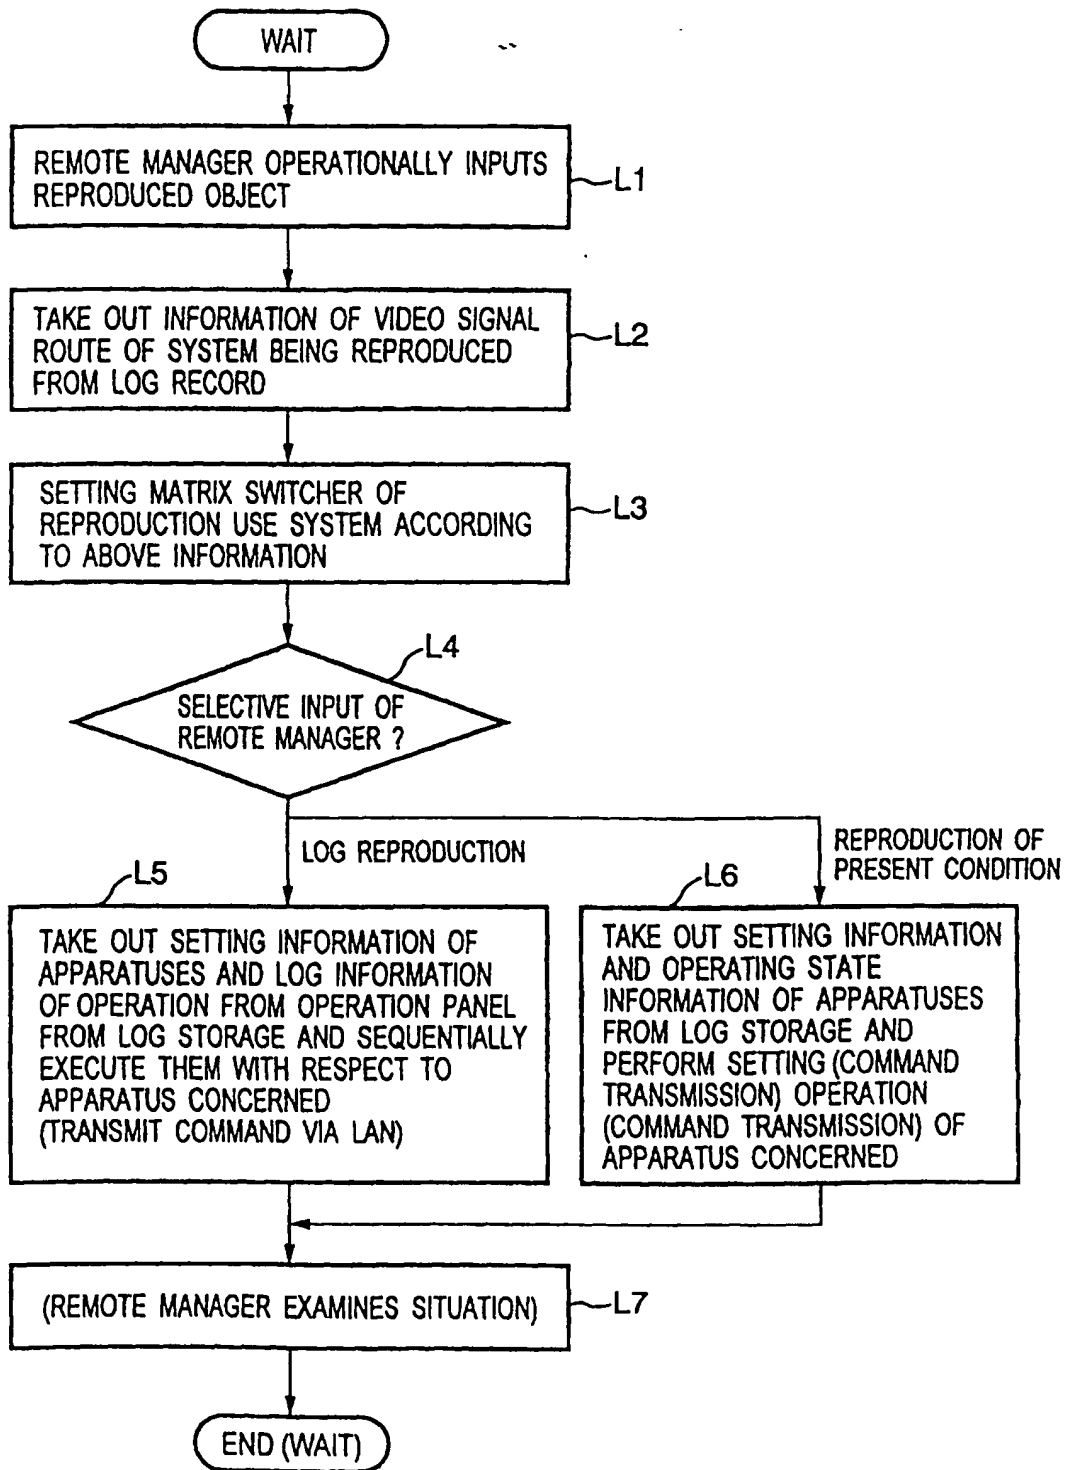 WAIT
REMOTE MANAGER OPERATIONALLY INPUTS
REPRODUCED OBJECT
L1
TAKE OUT INFORMATION OF VIDEO SIGNAL
ROUTE OF SYSTEM BEING REPRODUCED
FROM LOG RECORD
L2
SETTING MATRIX SWITCHER OF
REPRODUCTION USE SYSTEM ACCORDING
TO ABOVE INFORMATION
L3
L4
SELECTIVE INPUT OF
REMOTE MANAGER ?
LOG REPRODUCTION
REPRODUCTION OF
PRESENT CONDITION
L5
TAKE OUT SETTING INFORMATION OF
APPARATUSES AND LOG INFORMATION
OF OPERATION FROM OPERATION PANEL
FROM LOG STORAGE AND SEQUENTIALLY
EXECUTE THEM WITH RESPECT TO
APPARATUS CONCERNED
(TRANSMIT COMMAND VIA LAN)
L6
TAKE OUT SETTING INFORMATION
AND OPERATING STATE
INFORMATION OF APPARATUSES
FROM LOG STORAGE AND
PERFORM SETTING (COMMAND
TRANSMISSION) OPERATION
(COMMAND TRANSMISSION) OF
APPARATUS CONCERNED
(REMOTE MANAGER EXAMINES SITUATION)
L7
END (WAIT)